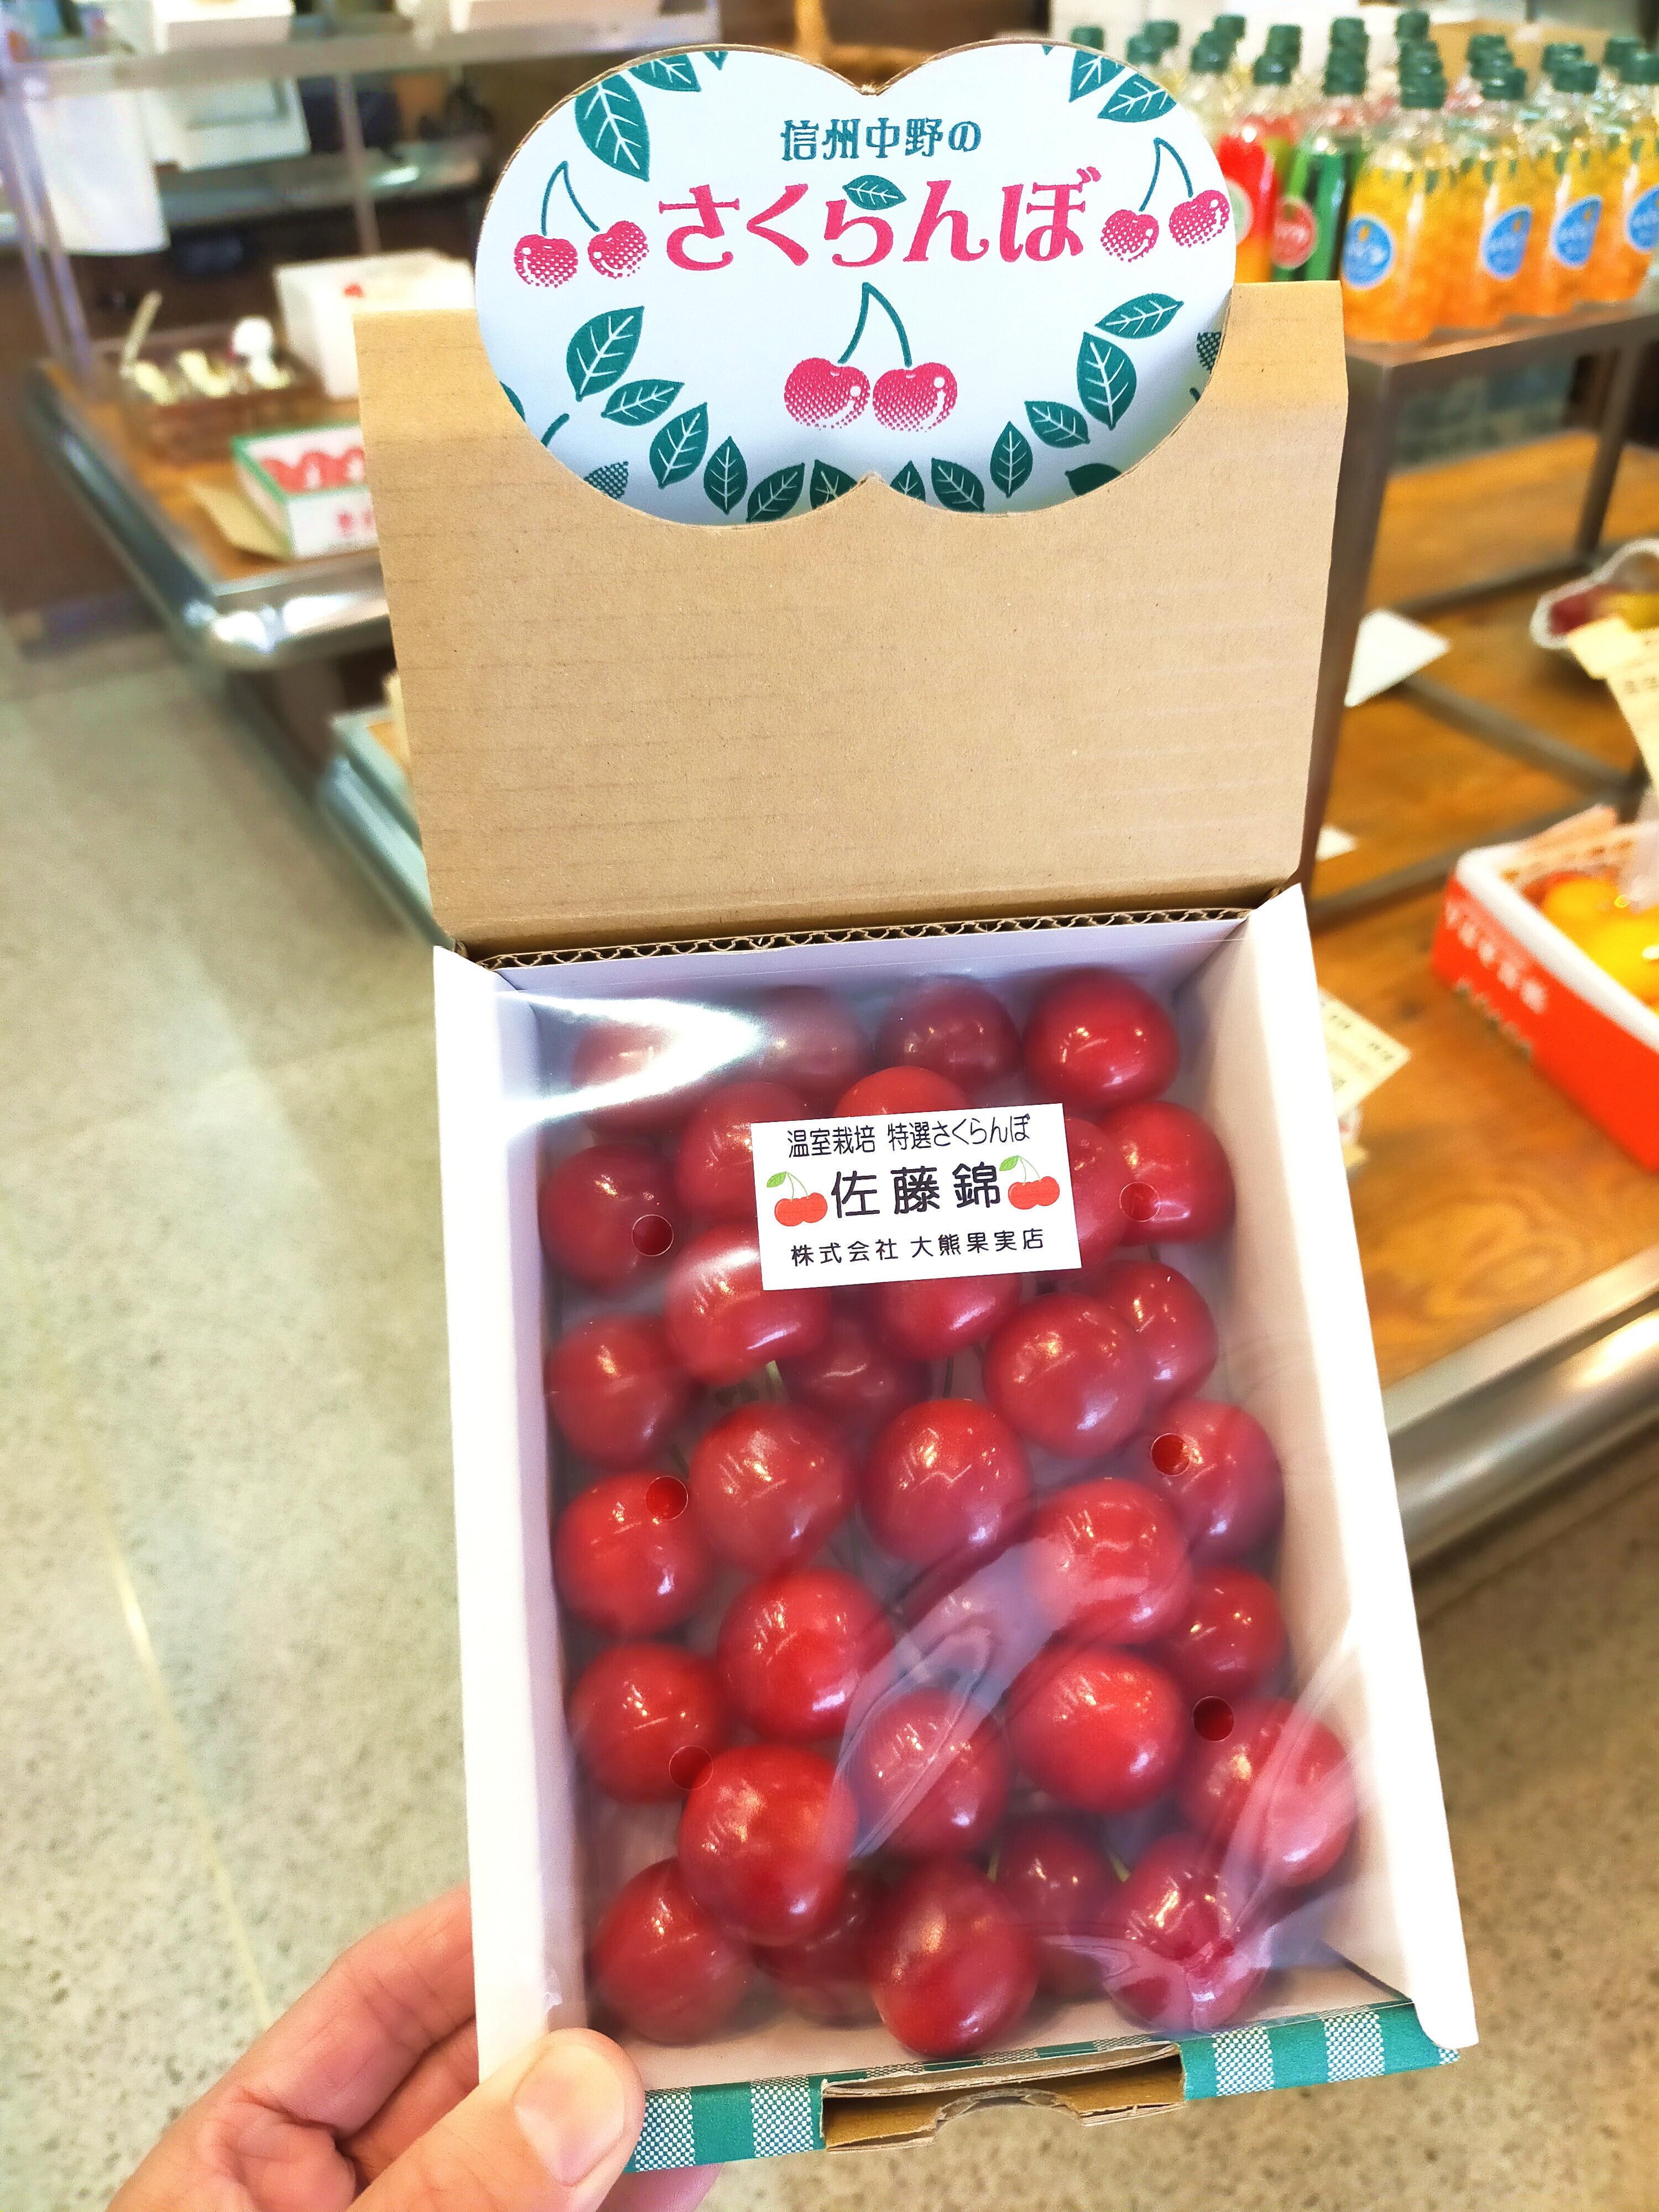 信州中野の
さくらんぼ
温室栽培 特選さくらんぼ
佐藤錦
株式会社 大熊果実店